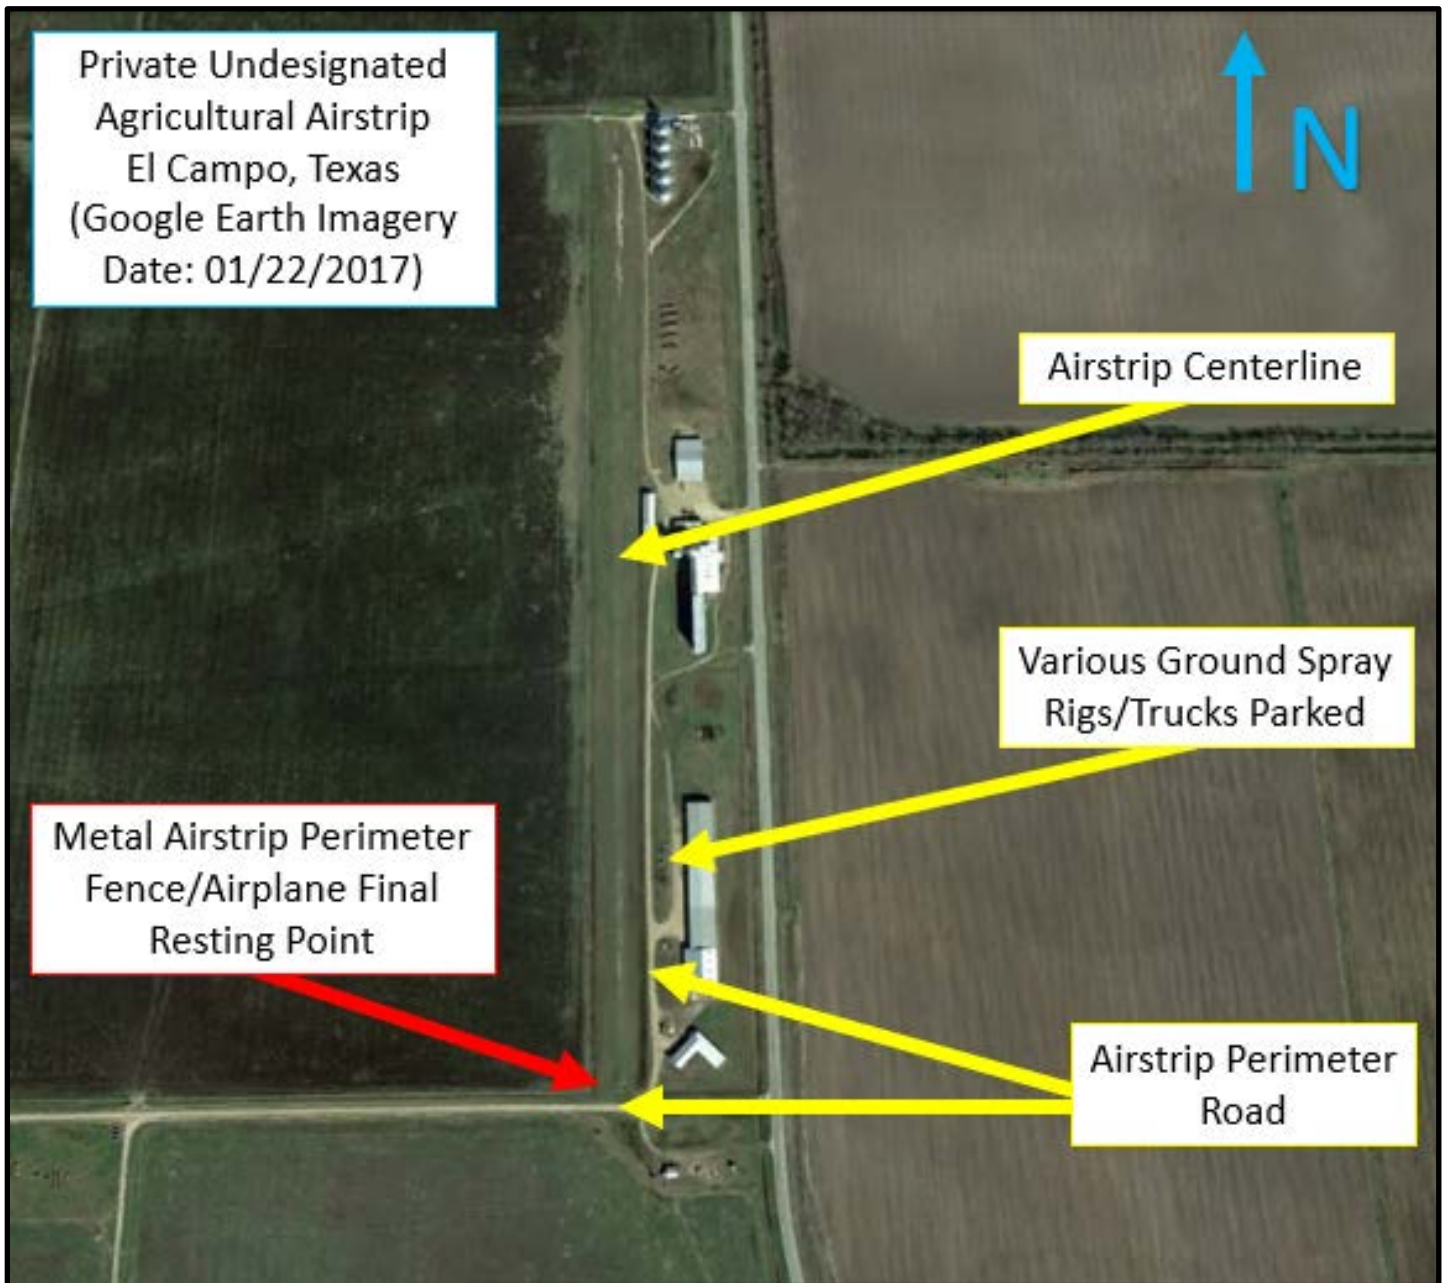 Private Undesignated
Agricultural Airstrip
El Campo, Texas
(Google Earth Imagery
Date: 01/22/2017)
N
Airstrip Centerline
Various Ground Spray
Rigs/Trucks Parked
Metal Airstrip Perimeter
Fence/Airplane Final
Resting Point
Airstrip Perimeter
Road